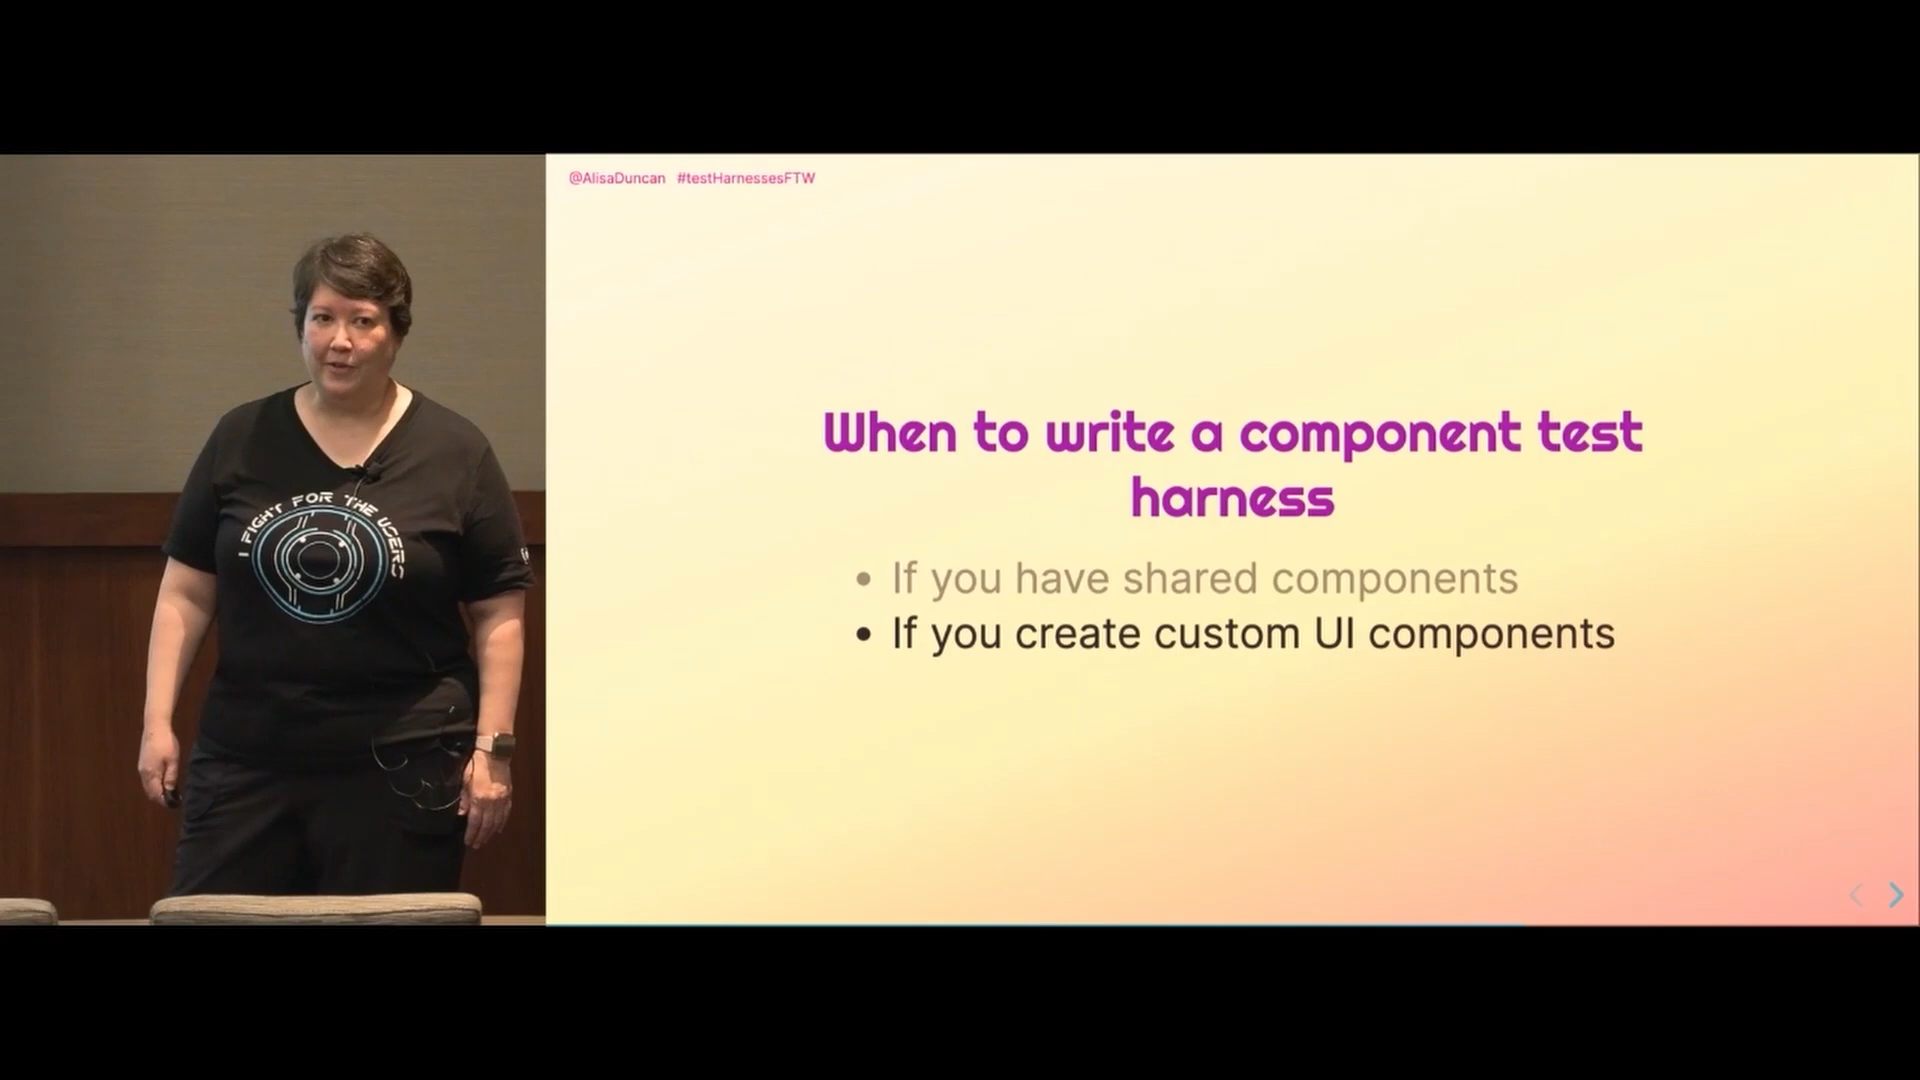 @AlisaDuncan #testHarnessesFTW
When to write a component test
harness
• If you have shared components
• If you create custom UI components
I FIGHT FOR THE USERS